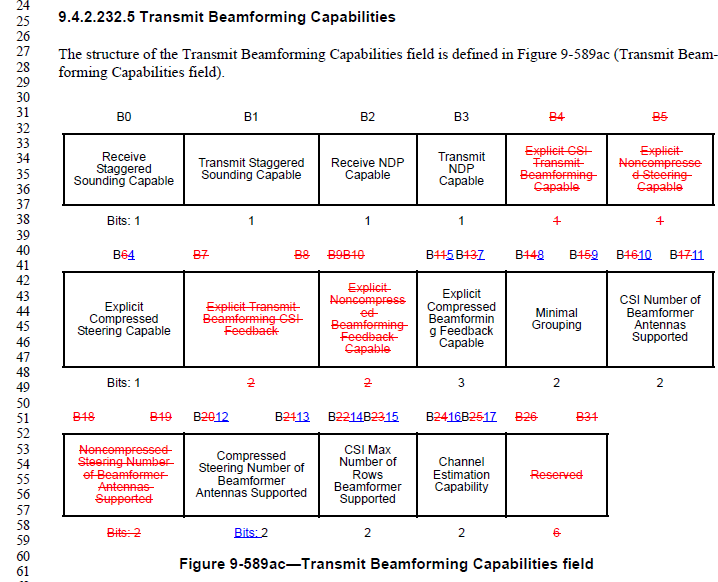 24
25
26
27
28
29
30
31
32
33
34
35
36
37
38
39
40
41
42
43
44
45
46
47
48
49
50
51
52
53
54
55
56
57
58
59
60
61
9.4.2.232.5 Transmit Beamforming Capabilities
The structure of the Transmit Beamforming Capabilities field is defined in Figure 9-589ac (Transmit Beam-
forming Capabilities field).
B0 B1 B2 B3 B4 B5
Receive
Staggered
Sounding Capable
Transmit Staggered
Sounding Capable
Receive NDP
Capable
Transmit
NDP
Capable
Explicit CSI
Transmit
Beamforming
Capable
Explicit
Noncompresse
d Steering
Capable
Bits: 1 1 1 1 1 1
B64 B7 B8 B9B10 B115 B137 B148 B159 B1610 B1711
Explicit
Compressed
Steering Capable
Explicit Transmit
Beamforming CSI
Feedback
Explicit
Noncompress
ed
Beamforming
Feedback
Capable
Explicit
Compressed
Beamformin
g Feedback
Capable
Minimal
Grouping
CSI Number of
Beamformer
Antennas
Supported
Bits: 1 2 2 3 2 2
B18 B19 B2012 B2113 B2214B2315 B2416B2517 B26 B31
Noncompressed
Steering Number
of Beamformer
Antennas
Supported
Compressed
Steering Number of
Beamformer
Antennas Supported
CSI Max
Number of
Rows
Beamformer
Supported
Channel
Estimation
Capability
Reserved
Bits: 2 Bits: 2 2 2 6
Figure 9-589ac—Transmit Beamforming Capabilities field